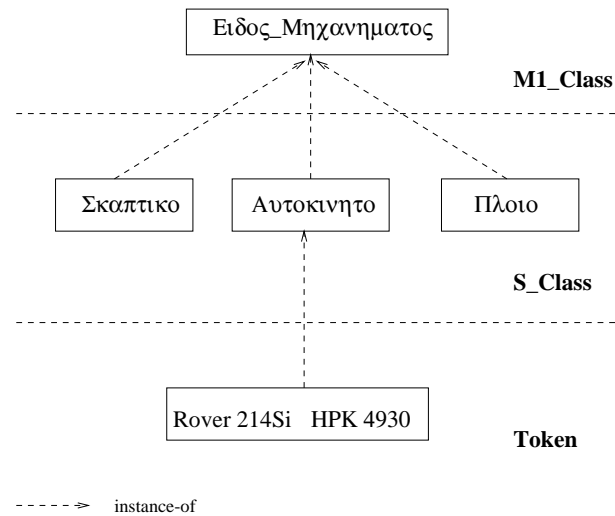 Ειδος_Μηχανηματος
M1_Class
Σκαπτικο
Αυτοκινητο
Πλοιο
S_Class
Rover 214Si HPK 4930
Token
instance-of